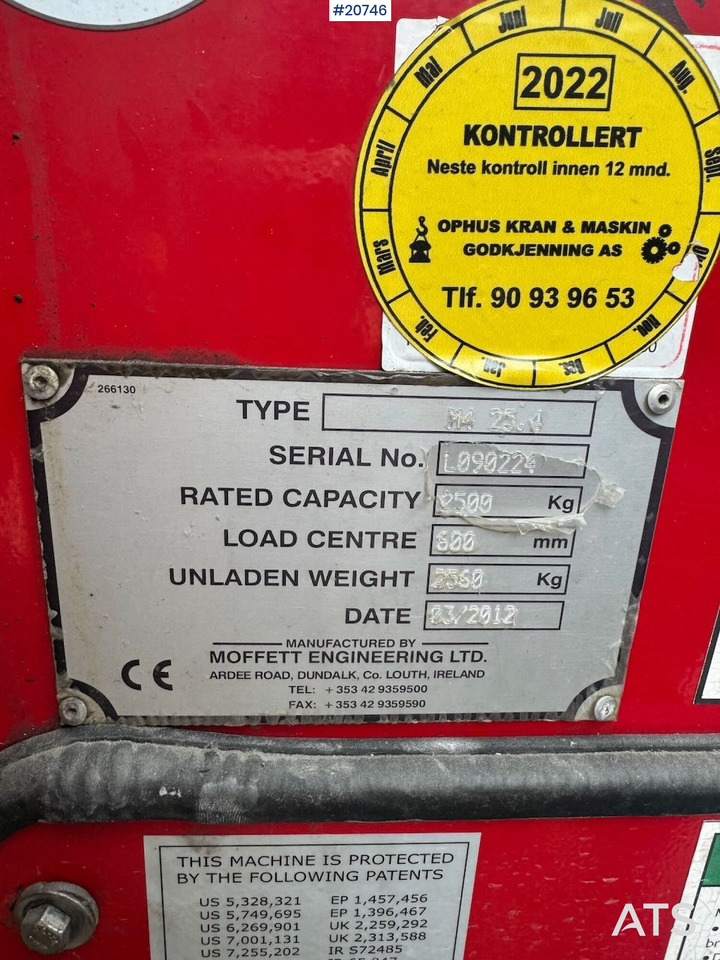 #20746
Mars April Mai Juni Juli Aug. Sept.
2022
KONTROLLERT
Neste kontroll innen 12 mnd.
OPHUS KRAN & MASKIN
GODKJENNING AS
Tlf. 90 93 96 53
Feb. Jan. Des. Nov.
266130
TYPE M4 25.4
SERIAL No. L090224
RATED CAPACITY 2500 Kg
LOAD CENTRE 600 mm
UNLADEN WEIGHT 2560 Kg
DATE 03/2012
MANUFACTURED BY
MOFFETT ENGINEERING LTD.
ARDEE ROAD, DUNDALK, Co. LOUTH, IRELAND
TEL: +353 42 9359500
FAX: +353 42 9359590
CE
THIS MACHINE IS PROTECTED
BY THE FOLLOWING PATENTS
US 5,328,321 EP 1,457,456
US 5,749,695 EP 1,396,467
US 6,269,901 UK 2,259,292
US 7,001,131 UK 2,313,588
US 7,255,202 IR S72485
ATS